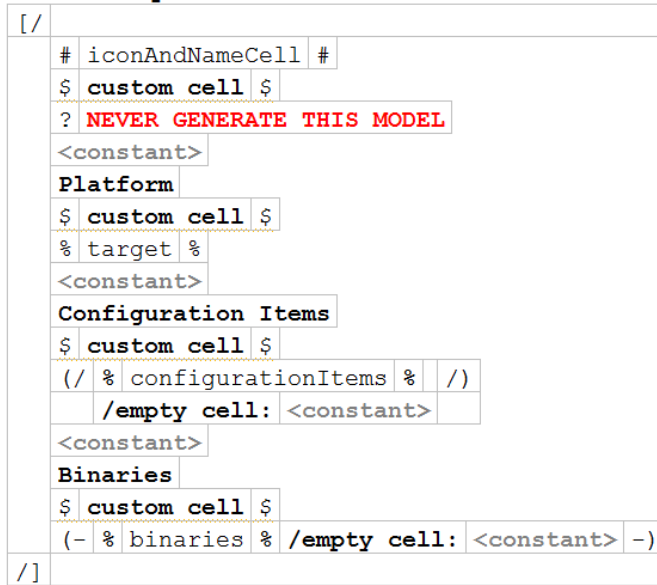 [/
# iconAndNameCell #
$ custom cell $
? NEVER GENERATE THIS MODEL
<constant>
Platform
$ custom cell $
% target %
<constant>
Configuration Items
$ custom cell $
(/ % configurationItems % /)
/empty cell: <constant>
<constant>
Binaries
$ custom cell $
(- % binaries % /empty cell: <constant> -)
/]